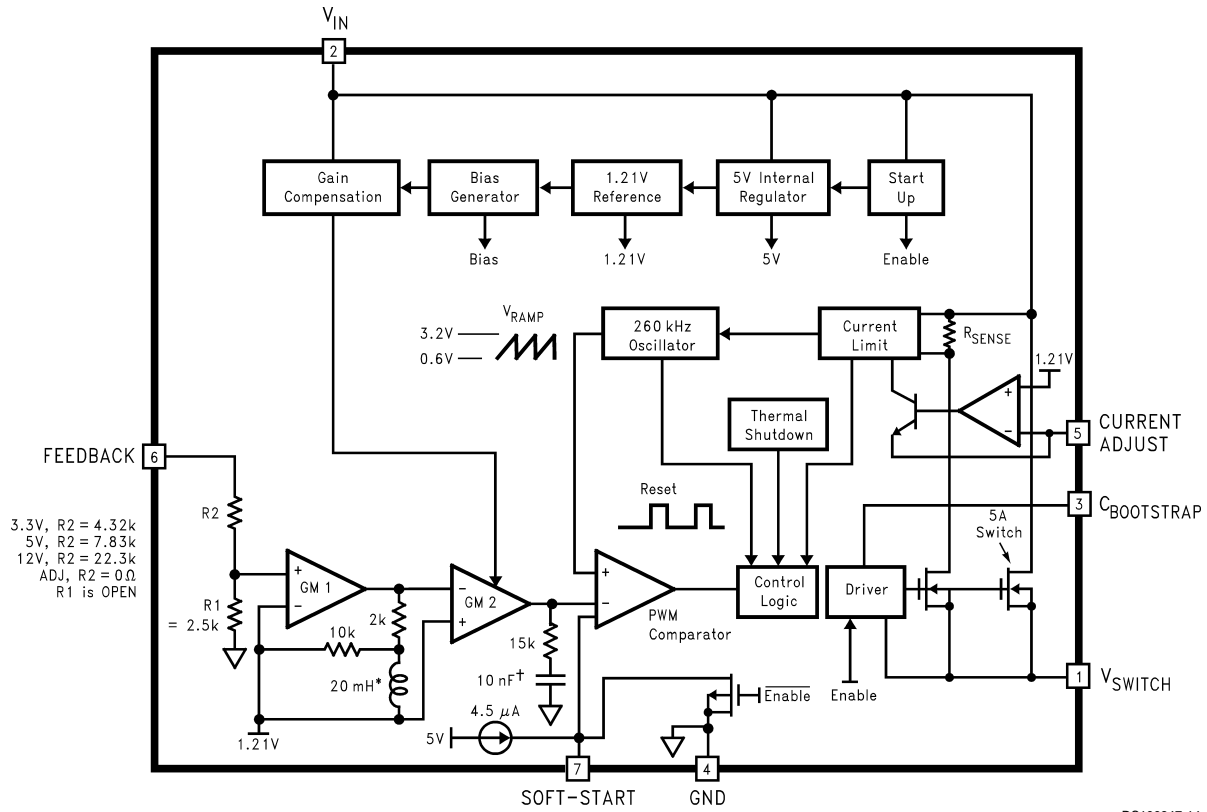 V_IN
2
Gain
Compensation
Bias
Generator
1.21V
Reference
5V Internal
Regulator
Start
Up
Bias
1.21V
5V
Enable
V_RAMP
3.2V
0.6V
260 kHz
Oscillator
Current
Limit
R_SENSE
1.21V
+
−
Thermal
Shutdown
5
CURRENT
ADJUST
FEEDBACK
6
Reset
3
C_BOOTSTRAP
5A
Switch
R2
3.3V, R2 = 4.32k
5V, R2 = 7.83k
12V, R2 = 22.3k
ADJ, R2 = 0Ω
R1 is OPEN
R1
= 2.5k
+
GM 1
−
−
GM 2
+
+
−
PWM
Comparator
Control
Logic
Driver
2k
10k
20 mH*
15k
10 nF†
1.21V
Enable
Enable
1
V_SWITCH
4.5 μA
5V
7
4
SOFT-START
GND